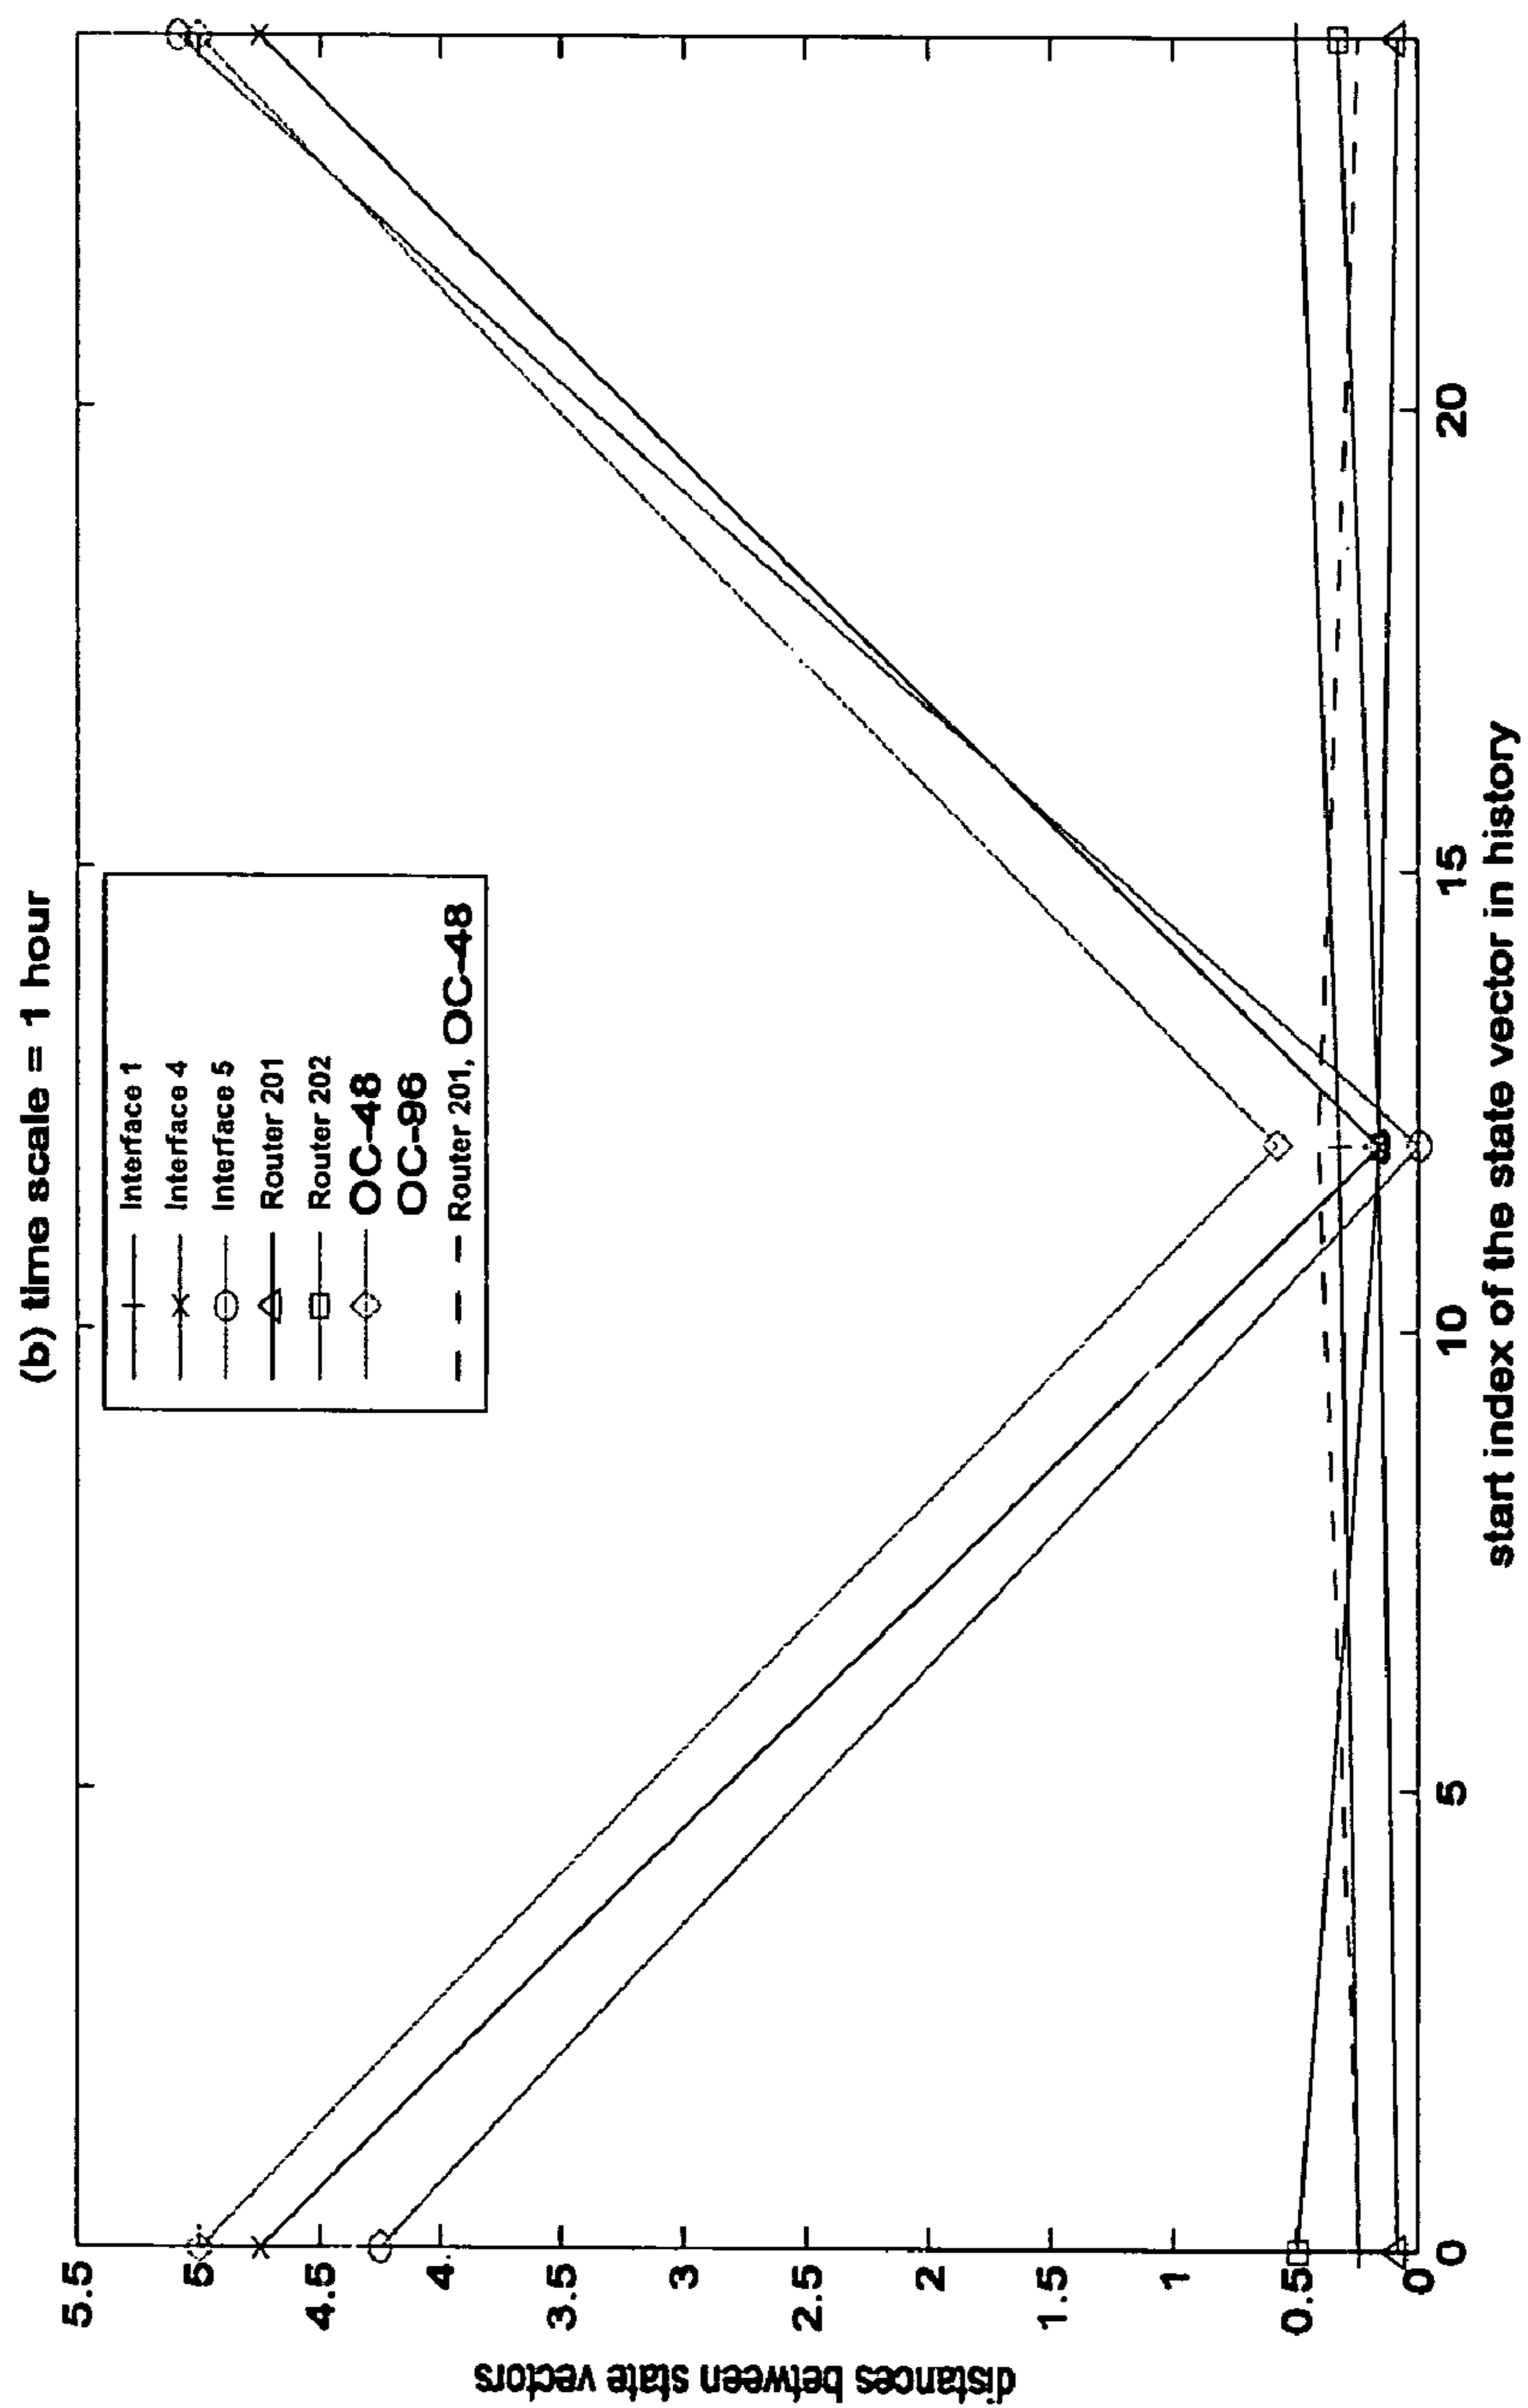 (b) time scale = 1 hour
Interface 1
Interface 4
Interface 5
Router 201
Router 202
OC-48
OC-96
Router 201, OC-48
distances between state vectors
5.5
5
4.5
4
3.5
3
2.5
2
1.5
1
0.5
0
0
5
10
15
20
start index of the state vector in history